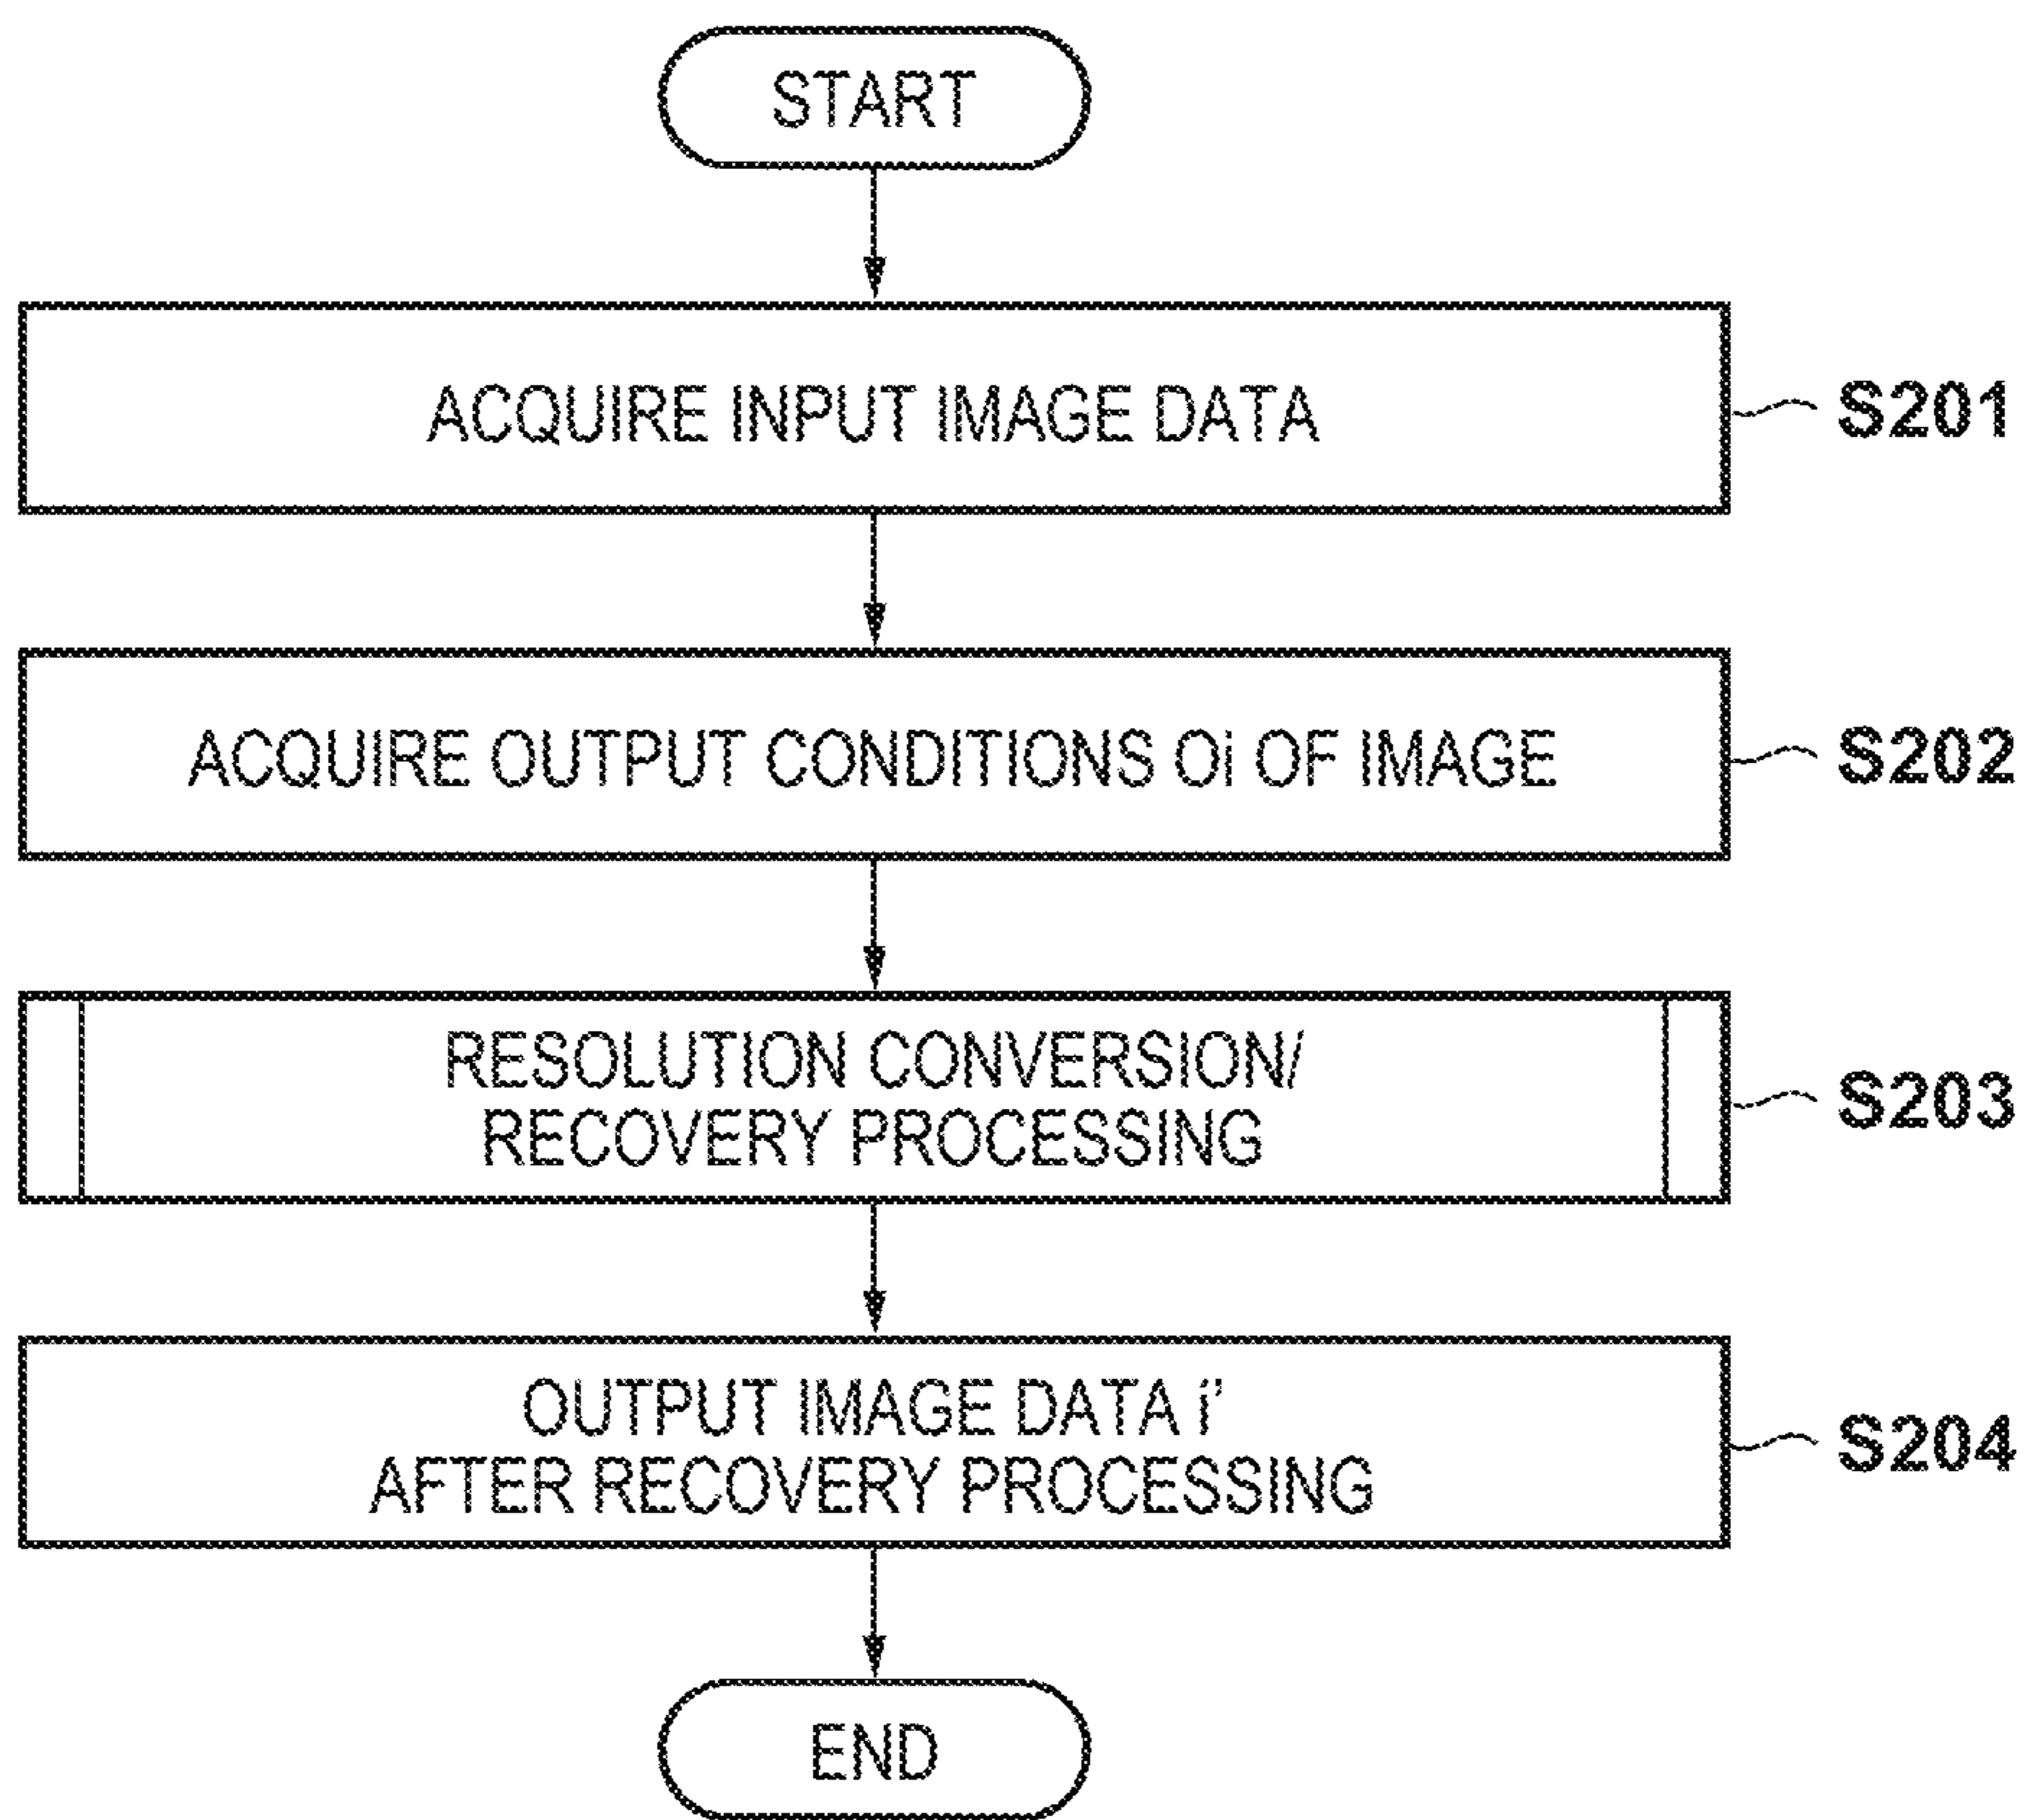 START
ACQUIRE INPUT IMAGE DATA
S201
ACQUIRE OUTPUT CONDITIONS Oi OF IMAGE
S202
RESOLUTION CONVERSION/
RECOVERY PROCESSING
S203
OUTPUT IMAGE DATA i’
AFTER RECOVERY PROCESSING
S204
END